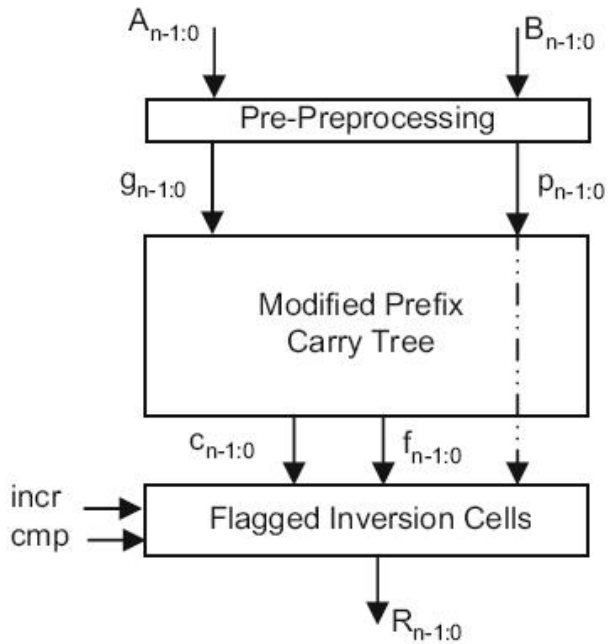 A n-1:0
B n-1:0
Pre-Preprocessing
g n-1:0
p n-1:0
Modified Prefix
Carry Tree
c n-1:0
f n-1:0
incr
cmp
Flagged Inversion Cells
R n-1:0